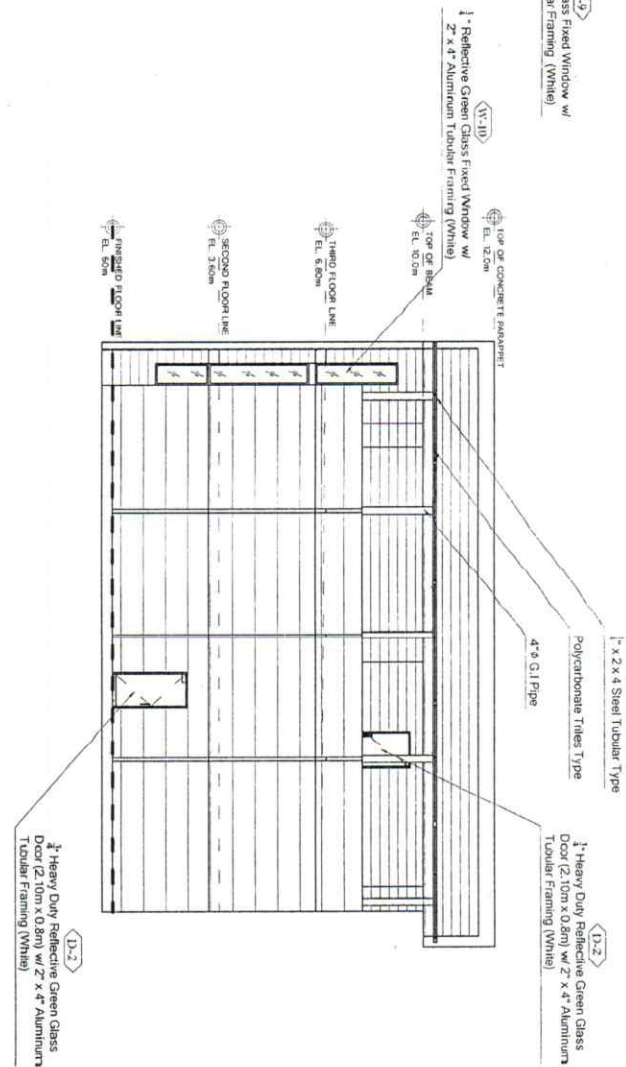 -9
ass Fixed Window w/
ar Framing (White)
W-10
¼" Reflective Green Glass Fixed Window w/
2" x 4" Aluminum Tubular Framing (White)
TOP OF CONCRETE PARAPPET
EL. 12.0m
TOP OF BEAM
EL. 10.0m
THIRD FLOOR LINE
EL. 6.80m
SECOND FLOOR LINE
EL. 3.60m
FINISHED FLOOR LINE
EL. 60m
x 2 x 4 Steel Tubular Type
Polycarbonate Triles Type
4"ø G.I Pipe
D-2
¼" Heavy Duty Reflective Green Glass
Door (2.10m x 0.8m) w/ 2" x 4" Aluminum
Tubular Framing (White)
D-2
¼" Heavy Duty Reflective Green Glass
Door (2.10m x 0.8m) w/ 2" x 4" Aluminum
Tubular Framing (White)